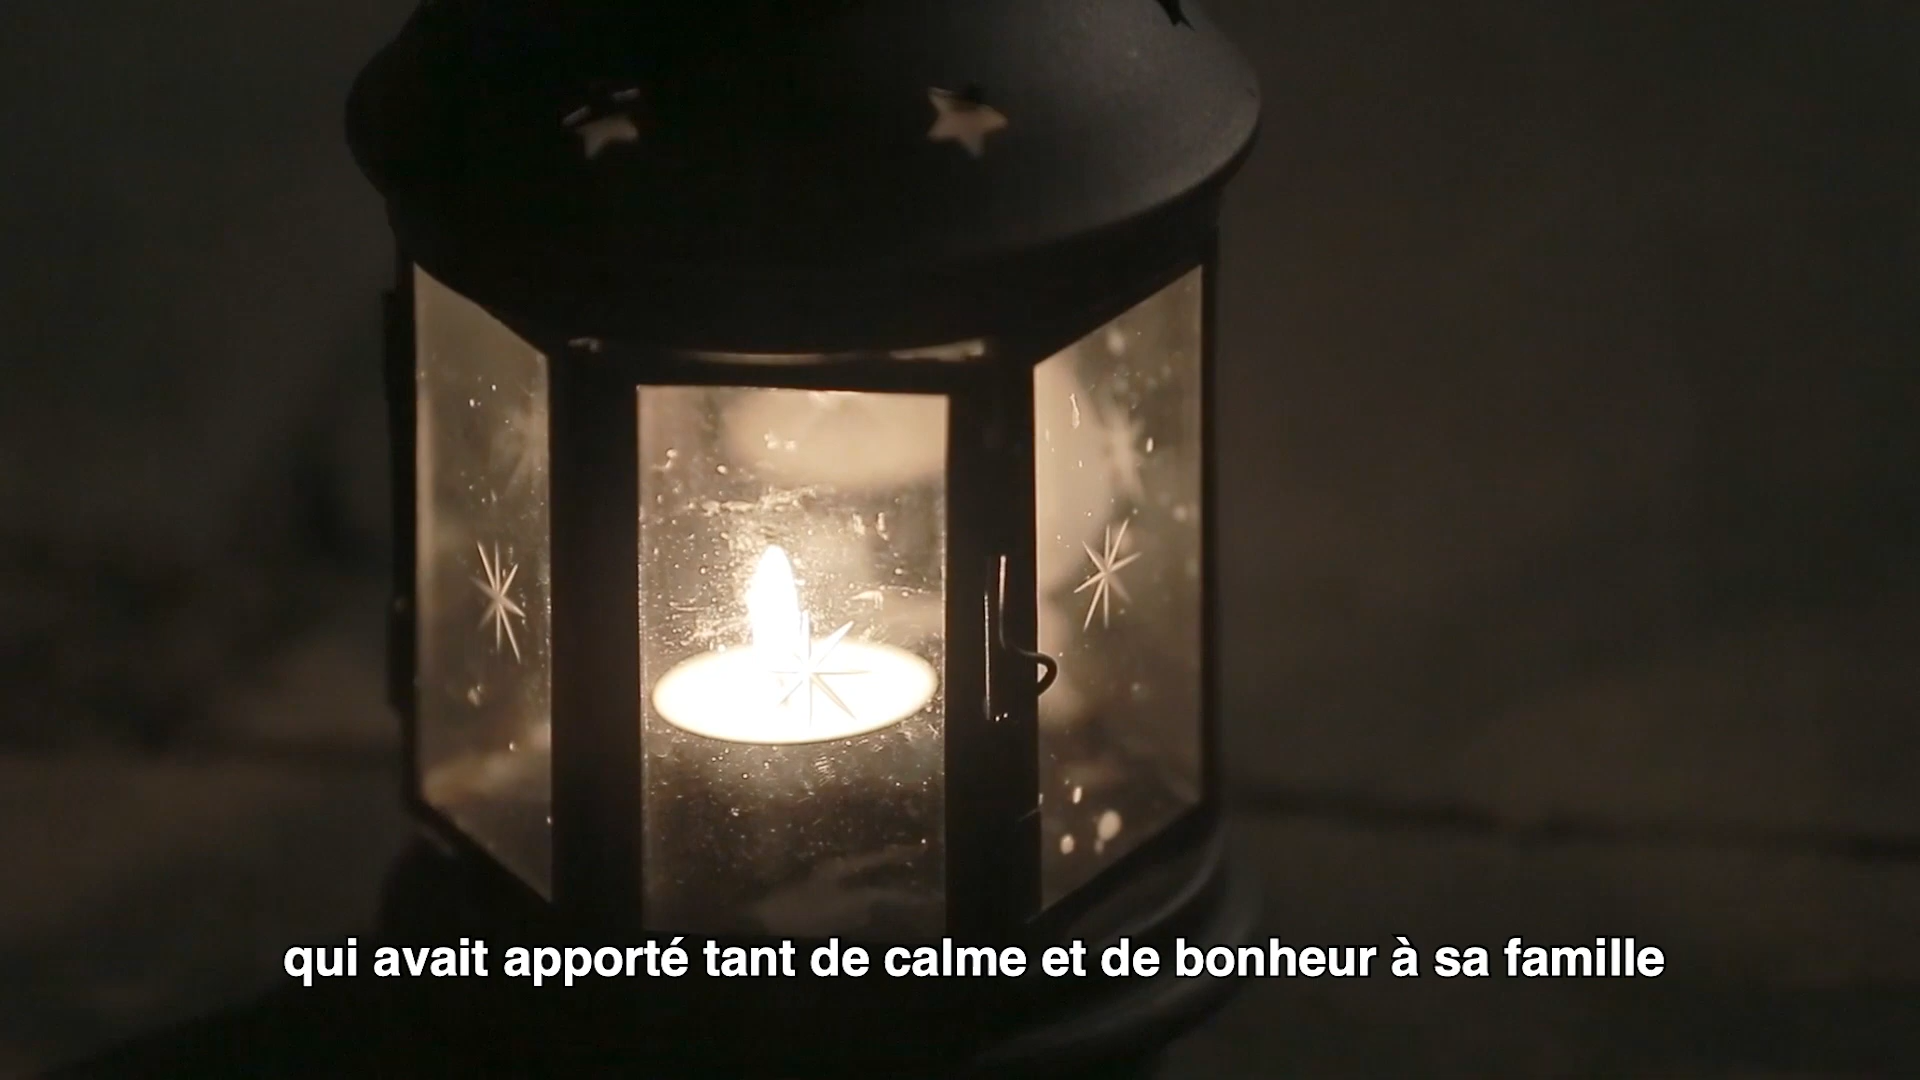 qui avait apporté tant de calme et de bonheur à sa famille